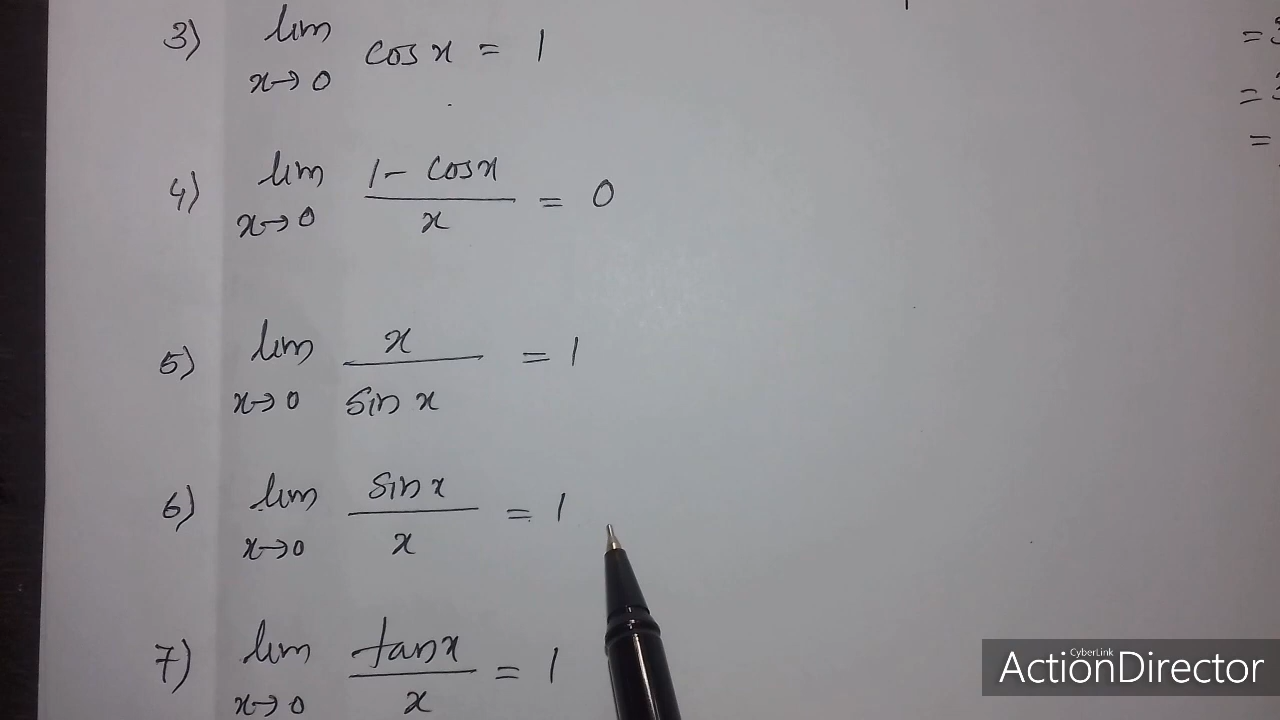 3) lim x→0 cos x = 1
4) lim x→0 1 - cosx / x = 0
5) lim x→0 x / sin x = 1
6) lim x→0 sin x / x = 1
7) lim x→0 tan x / x = 1
=
=
=
CyberLink
ActionDirector